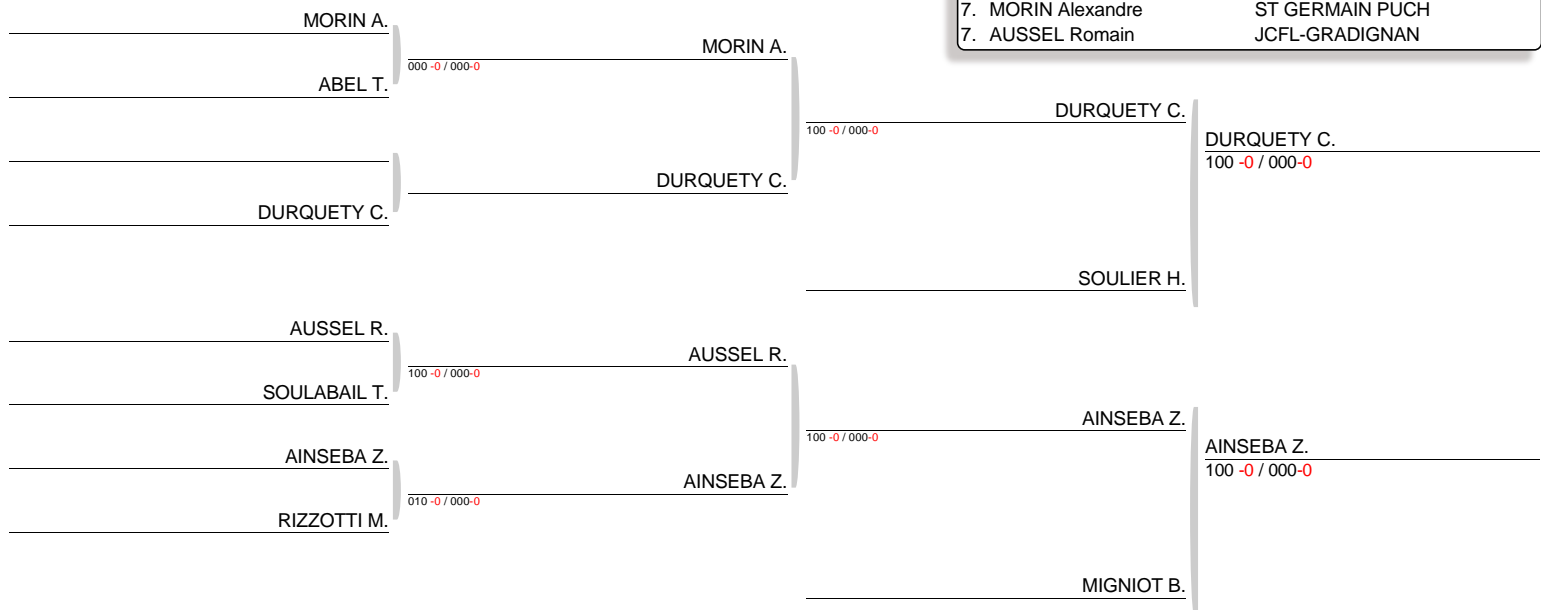 7. MORIN Alexandre ST GERMAIN PUCH
7. AUSSEL Romain JCFL-GRADIGNAN
MORIN A.
MORIN A.
000 -0 / 000-0
ABEL T.
DURQUETY C.
100 -0 / 000-0
DURQUETY C.
100 -0 / 000-0
DURQUETY C.
DURQUETY C.
SOULIER H.
AUSSEL R.
AUSSEL R.
100 -0 / 000-0
SOULABAIL T.
AINSEBA Z.
100 -0 / 000-0
AINSEBA Z.
100 -0 / 000-0
AINSEBA Z.
AINSEBA Z.
010 -0 / 000-0
RIZZOTTI M.
MIGNIOT B.